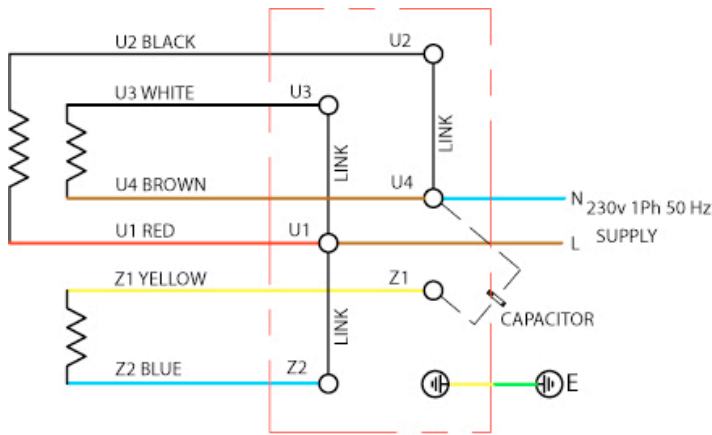 U2 BLACK
U2
U3 WHITE
U3
LINK
LINK
U4 BROWN
U4
N
230v 1Ph 50 Hz
U1 RED
U1
L
SUPPLY
Z1 YELLOW
Z1
LINK
CAPACITOR
Z2 BLUE
Z2
E